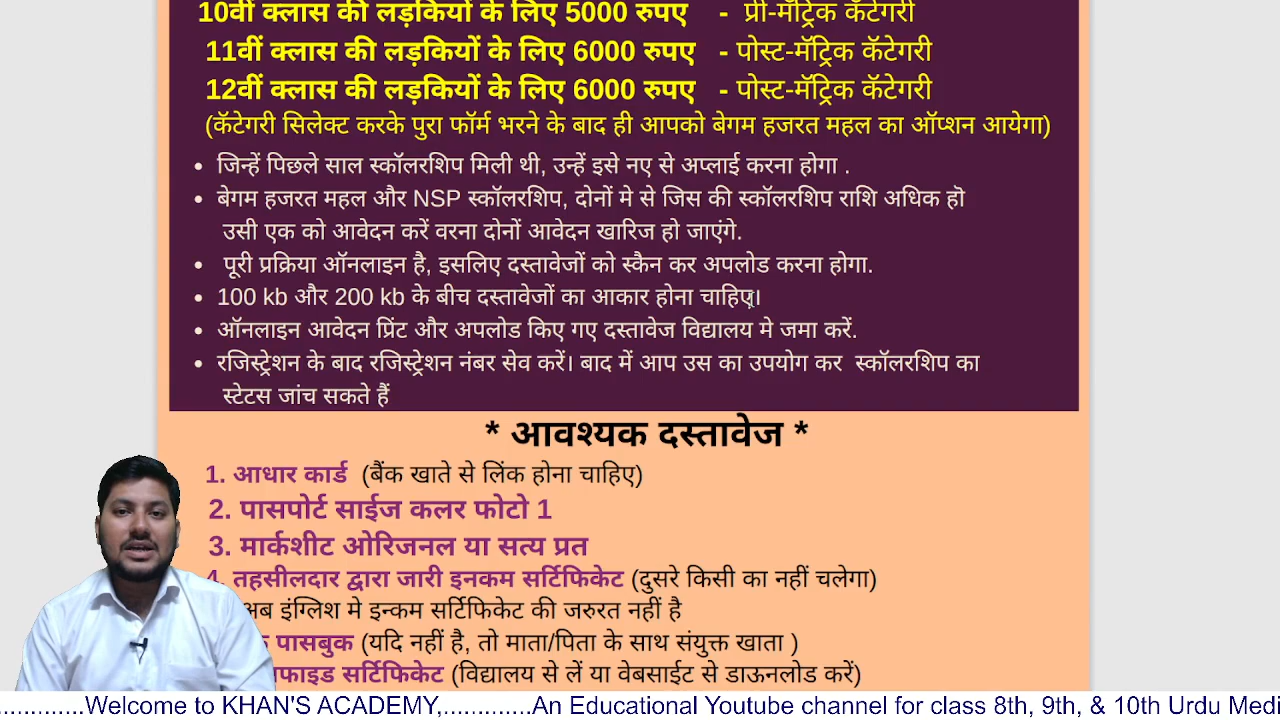 10वीं क्लास की लड़कियों के लिए 5000 रुपए - प्री-मॅट्रिक कॅटेगरी
11वीं क्लास की लड़कियों के लिए 6000 रुपए - पोस्ट-मॅट्रिक कॅटेगरी
12वीं क्लास की लड़कियों के लिए 6000 रुपए - पोस्ट-मॅट्रिक कॅटेगरी
(कॅटेगरी सिलेक्ट करके पुरा फॉर्म भरने के बाद ही आपको बेगम हजरत महल का ऑप्शन आयेगा)
• जिन्हें पिछले साल स्कॉलरशिप मिली थी, उन्हें इसे नए से अप्लाई करना होगा .
• बेगम हजरत महल और NSP स्कॉलरशिप, दोनों मे से जिस की स्कॉलरशिप राशि अधिक हॊ
उसी एक को आवेदन करें वरना दोनों आवेदन खारिज हो जाएंगे.
• पूरी प्रक्रिया ऑनलाइन है, इसलिए दस्तावेजों को स्कैन कर अपलोड करना होगा.
• 100 kb और 200 kb के बीच दस्तावेजों का आकार होना चाहिए।
• ऑनलाइन आवेदन प्रिंट और अपलोड किए गए दस्तावेज विद्यालय मे जमा करें.
• रजिस्ट्रेशन के बाद रजिस्ट्रेशन नंबर सेव करें। बाद में आप उस का उपयोग कर स्कॉलरशिप का
स्टेटस जांच सकते हैं
* आवश्यक दस्तावेज *
1. आधार कार्ड (बैंक खाते से लिंक होना चाहिए)
2. पासपोर्ट साईज कलर फोटो 1
3. मार्कशीट ओरिजनल या सत्य प्रत
4. तहसीलदार द्वारा जारी इनकम सर्टिफिकेट (दुसरे किसी का नहीं चलेगा)
अब इंग्लिश मे इन्कम सर्टिफिकेट की जरुरत नहीं है
पासबुक (यदि नहीं है, तो माता/पिता के साथ संयुक्त खाता )
सर्टिफिकेट (विद्यालय से लें या वेबसाईट से डाऊनलोड करें)
.............Welcome to KHAN'S ACADEMY,.............An Educational Youtube channel for class 8th, 9th, & 10th Urdu Medi